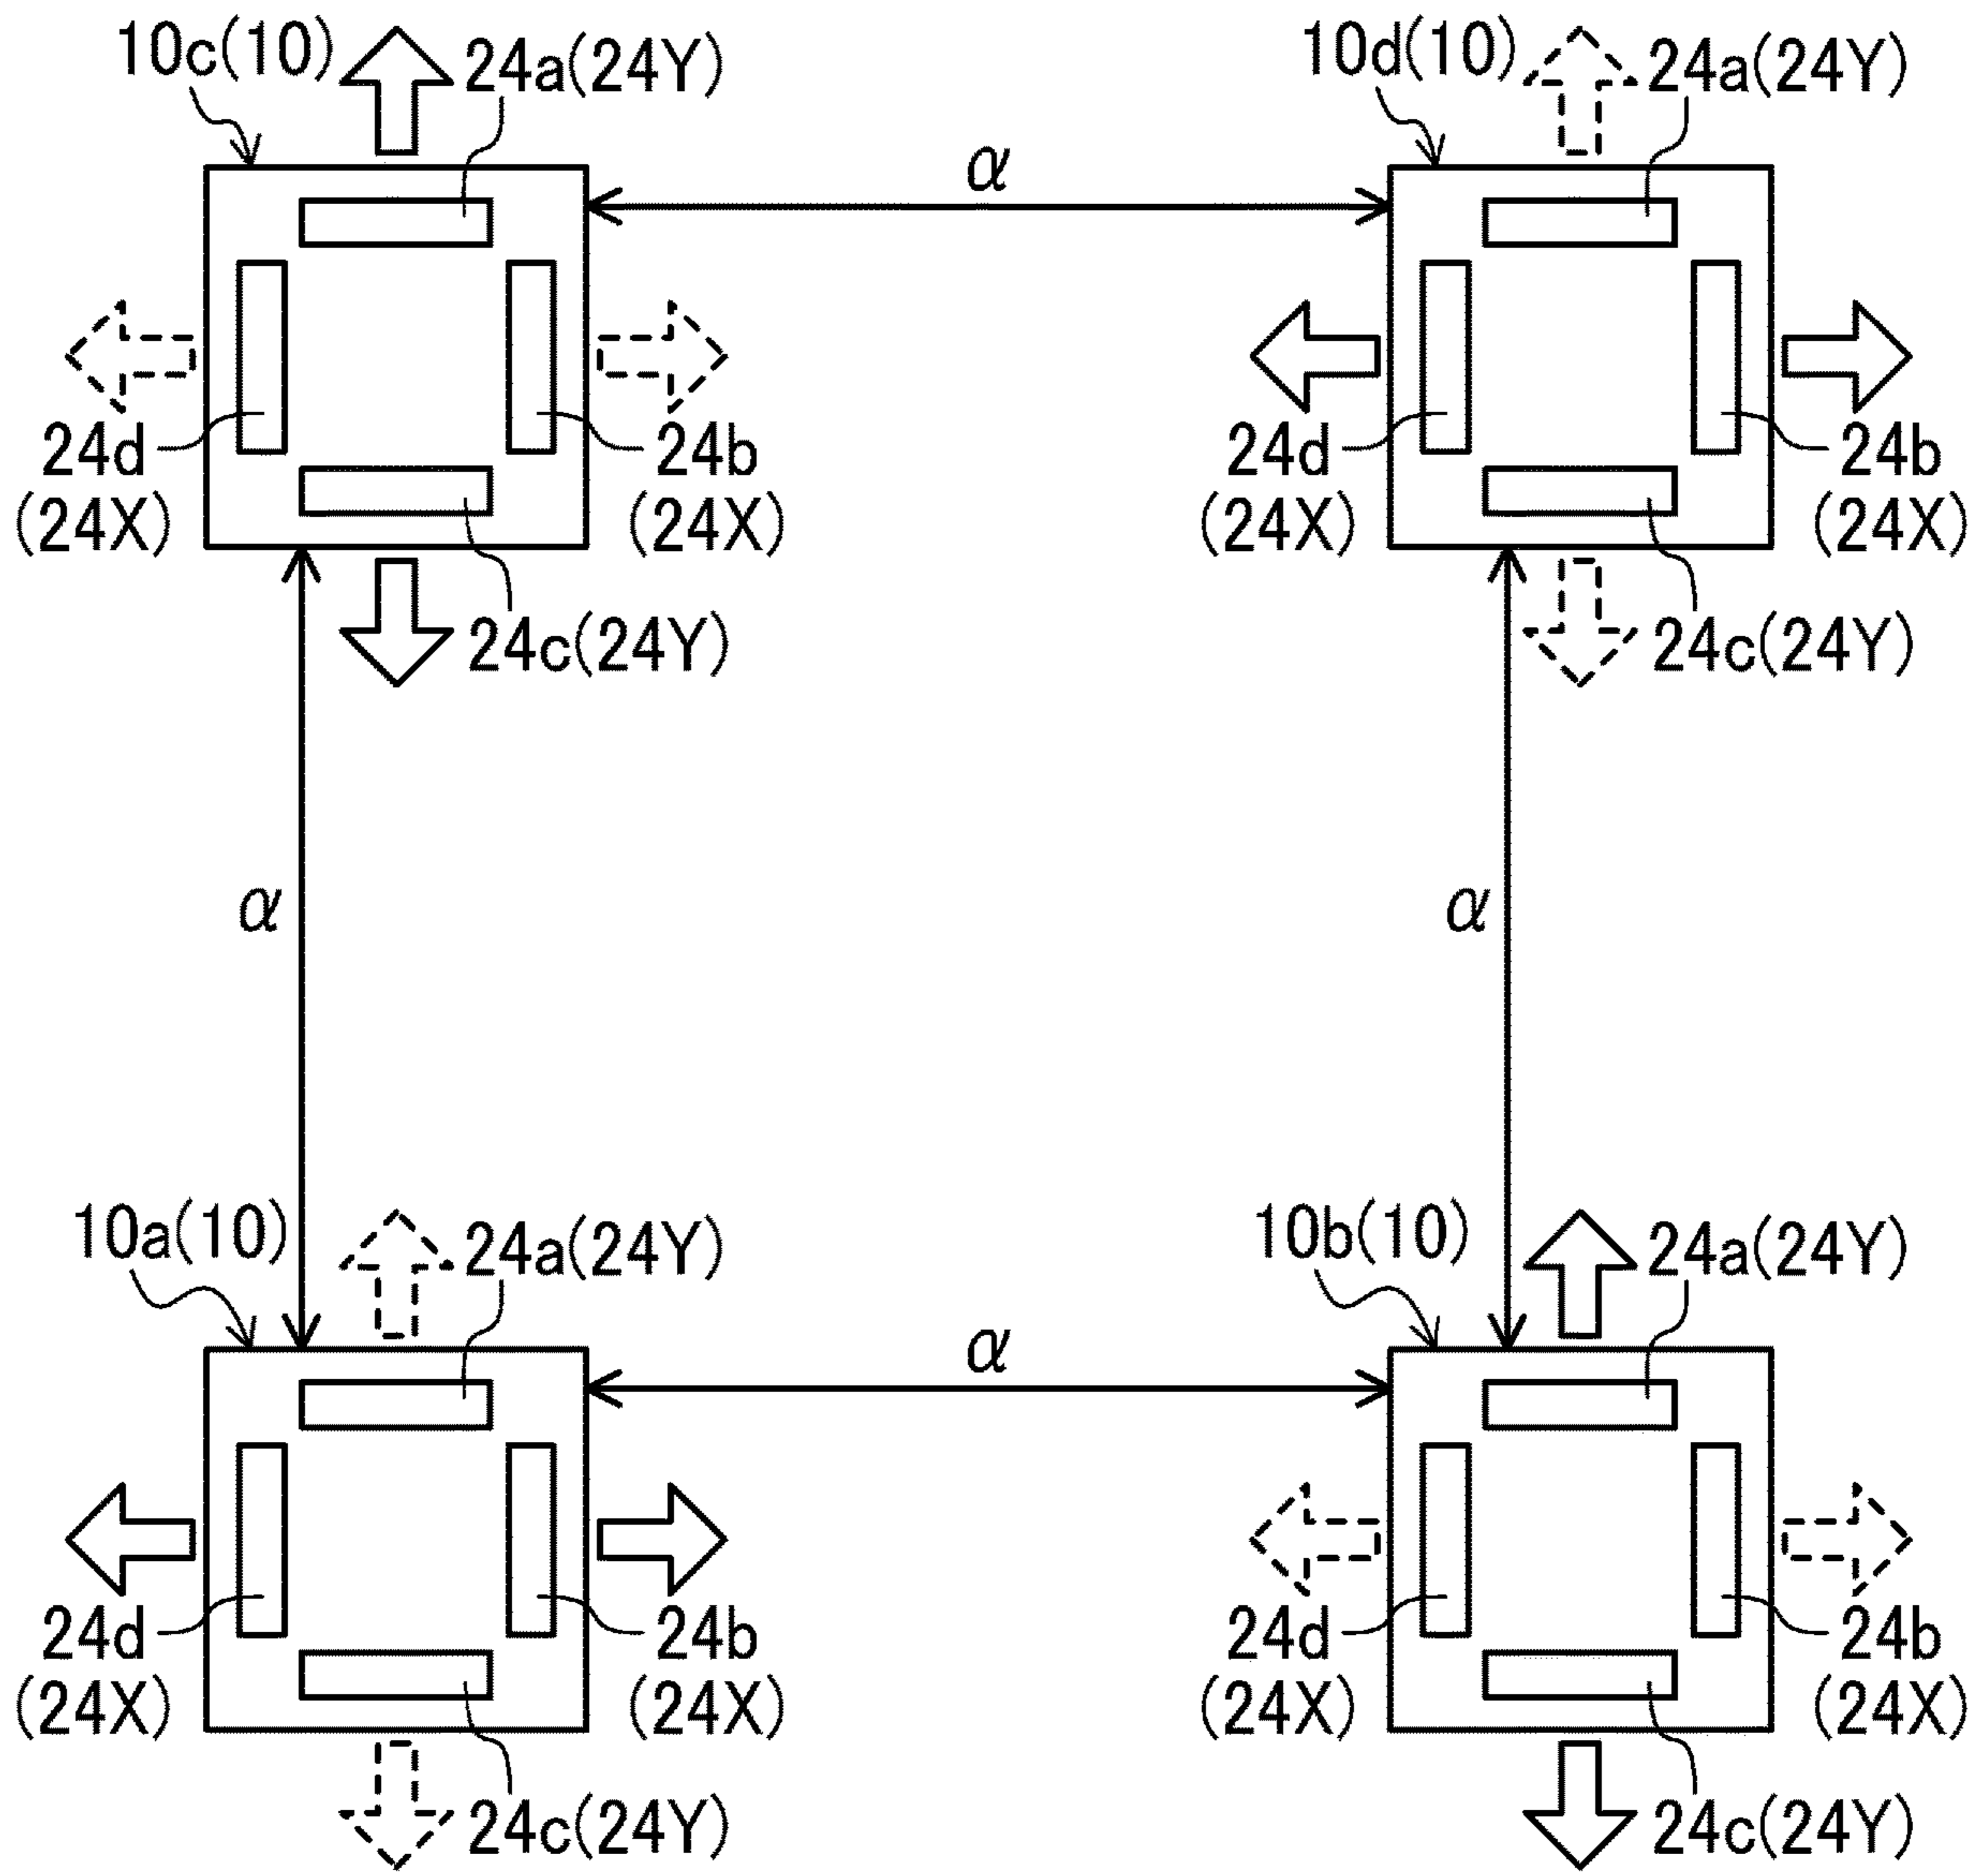 10c(10)
24a(24Y)
10d(10)
24a(24Y)
α
24d
(24X)
24b
(24X)
24d
(24X)
24b
(24X)
24c(24Y)
24c(24Y)
α
α
10a(10)
24a(24Y)
10b(10)
24a(24Y)
α
24d
(24X)
24b
(24X)
24d
(24X)
24b
(24X)
24c(24Y)
24c(24Y)